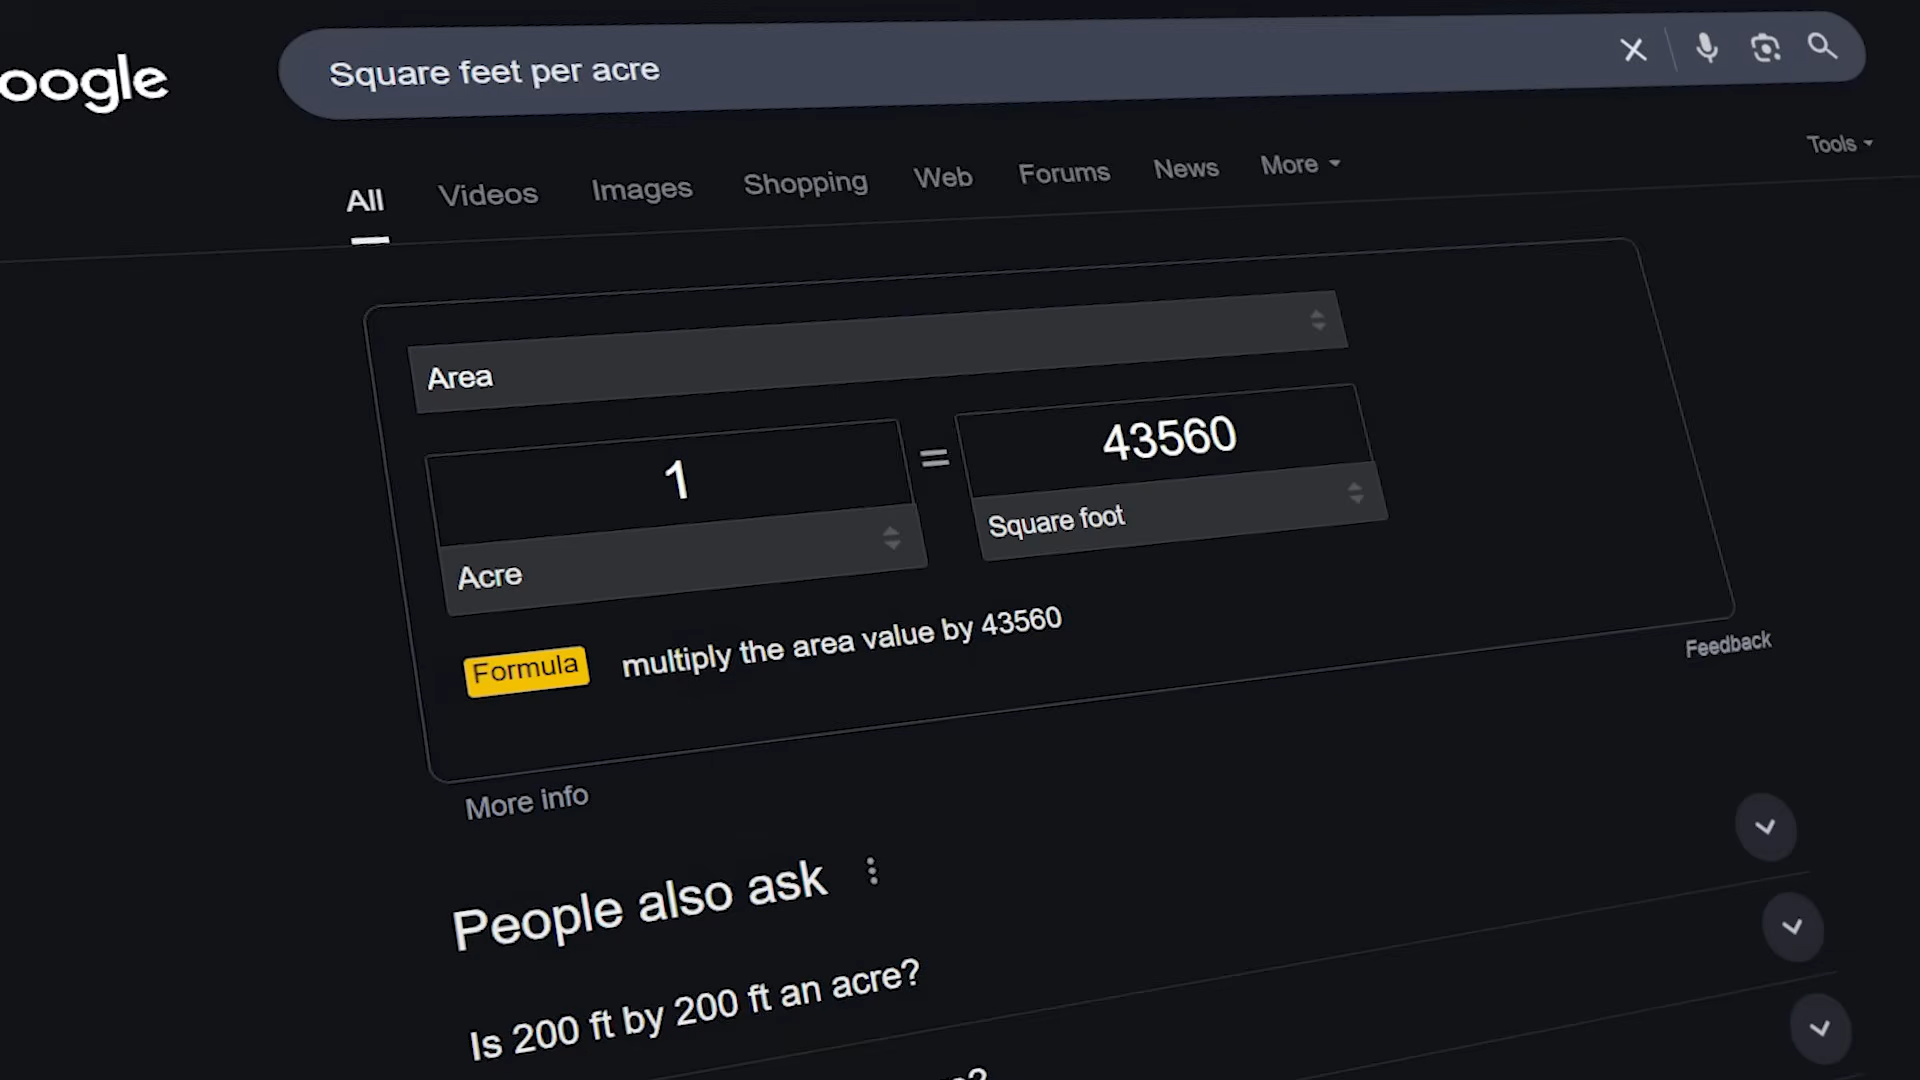 oogle
Square feet per acre
All Videos Images Shopping Web Forums News More Tools
Area
1 = 43560
Acre Square foot
Formula multiply the area value by 43560
Feedback
More info
People also ask
Is 200 ft by 200 ft an acre?